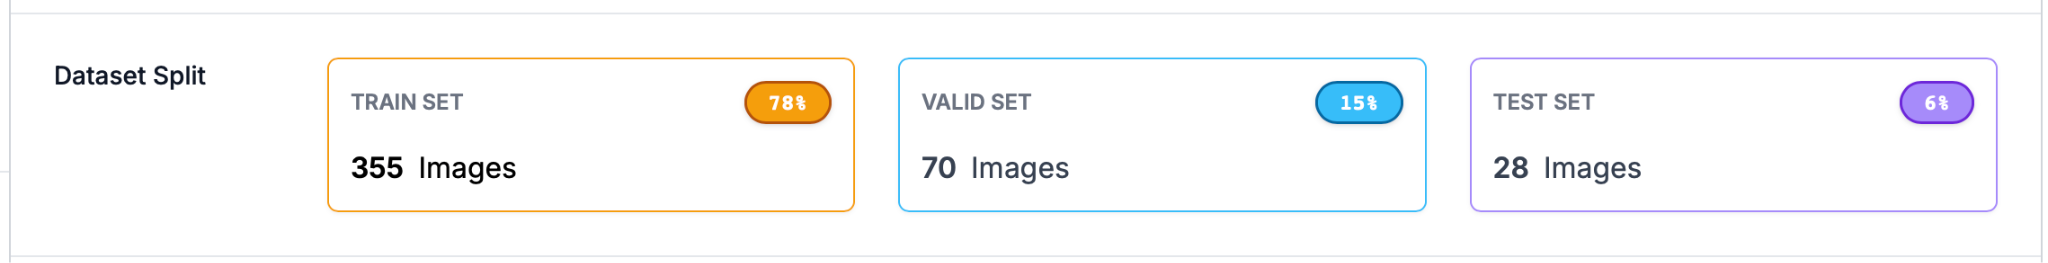 Dataset Split
TRAIN SET
78%
355 Images
VALID SET
15%
70 Images
TEST SET
6%
28 Images